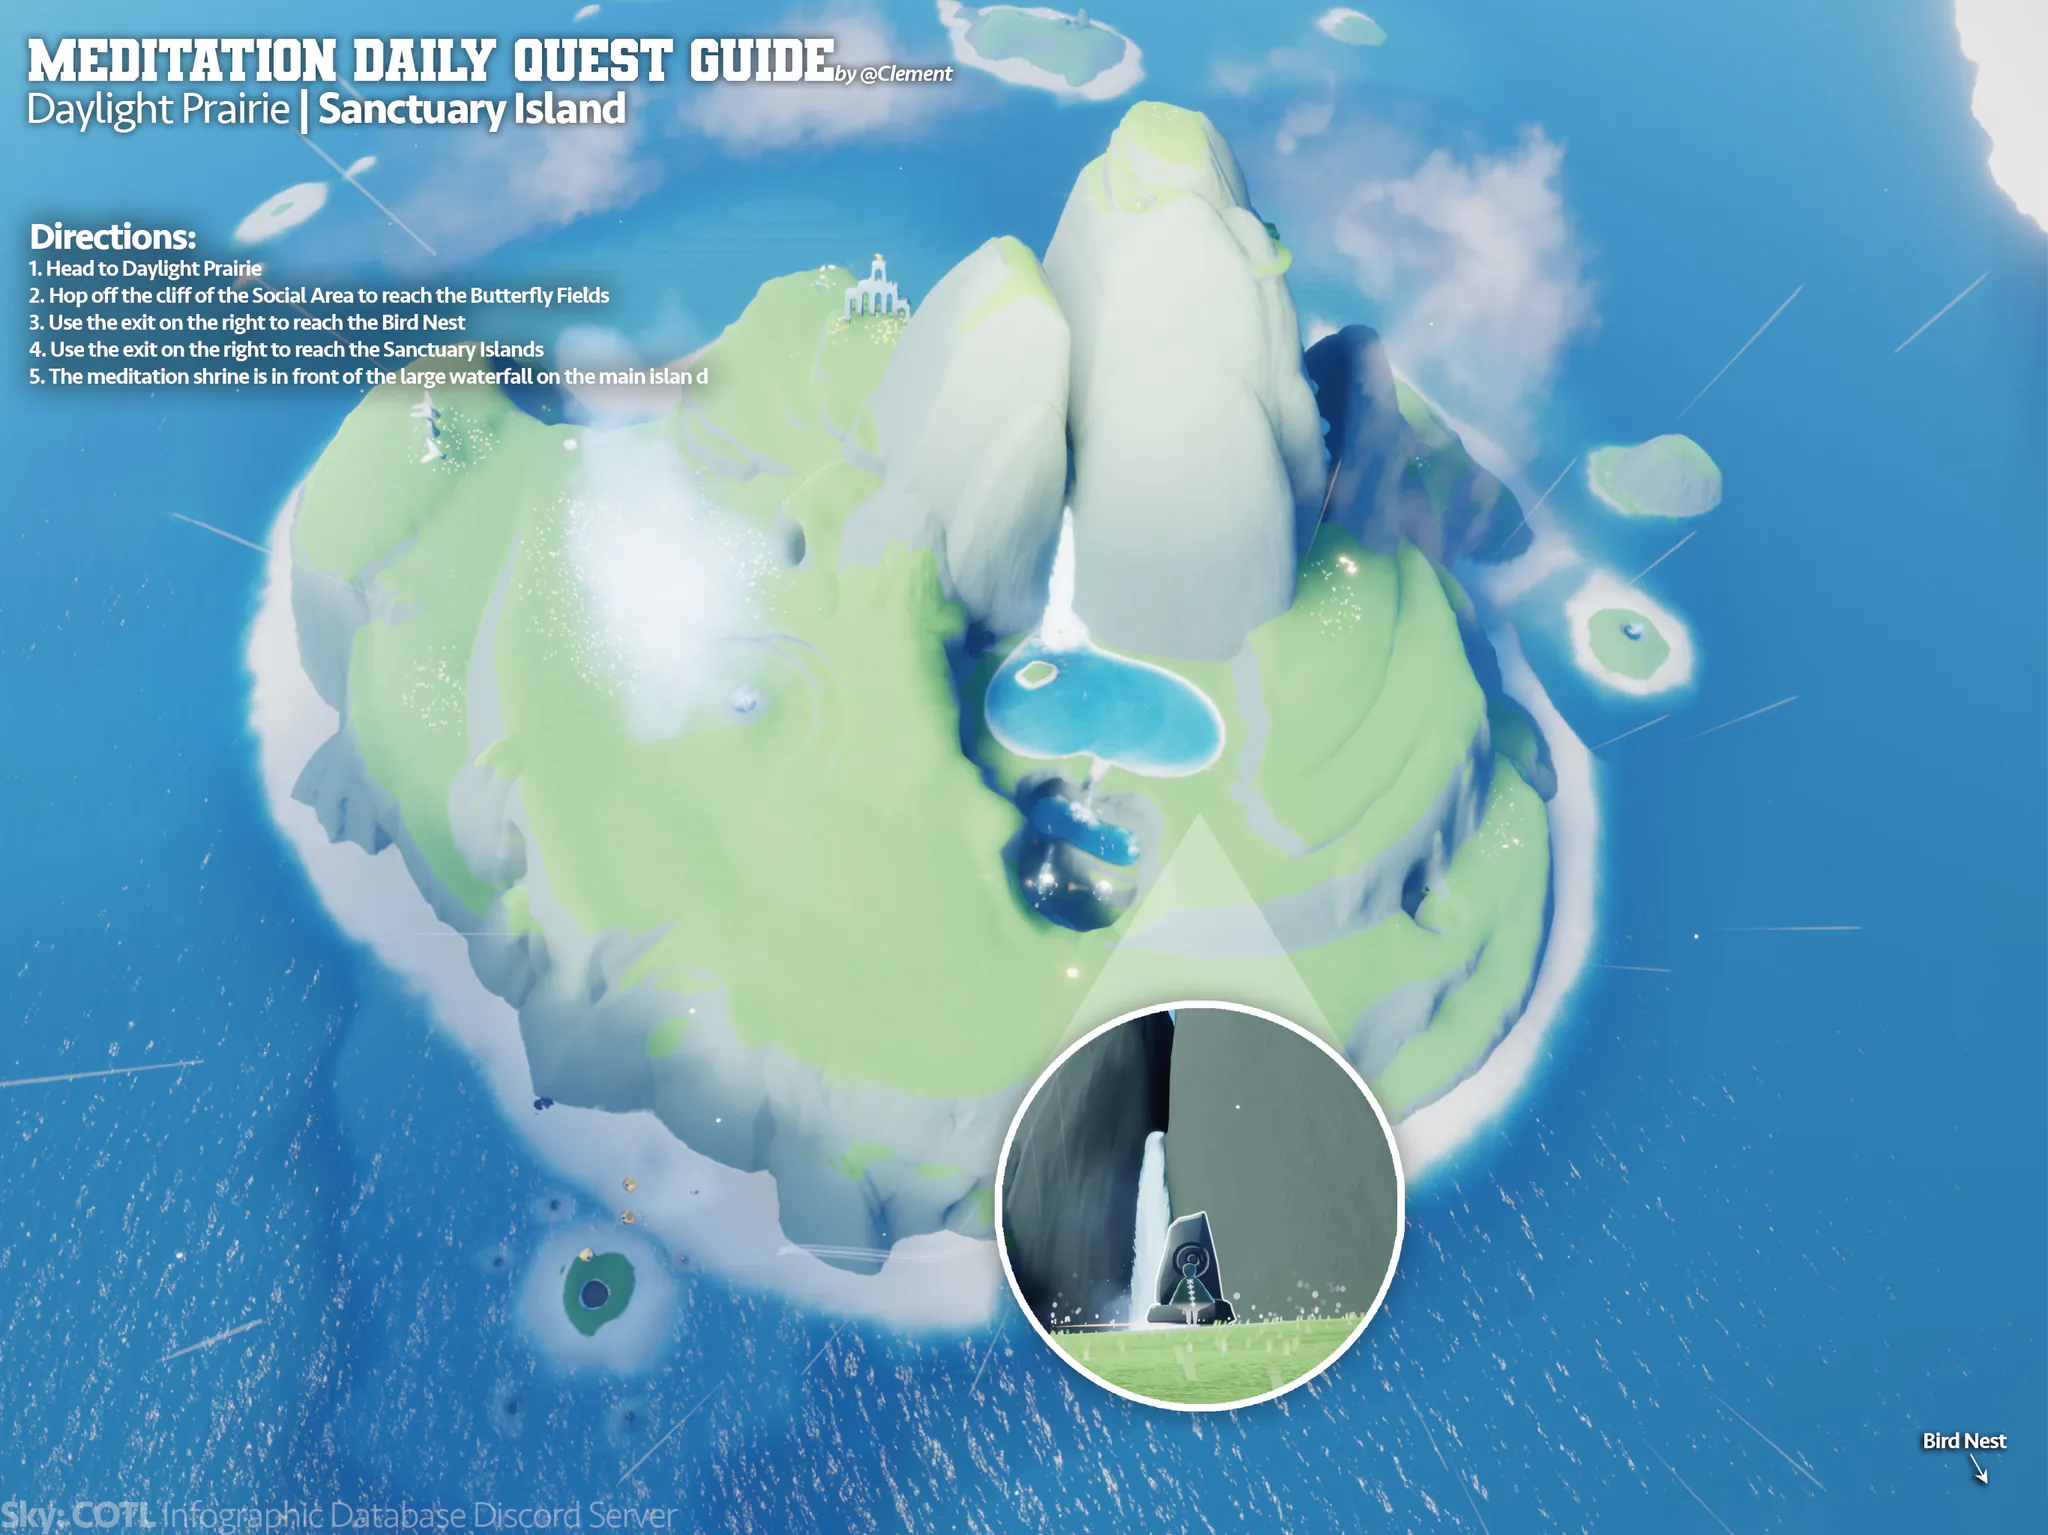 MEDITATION DAILY QUEST GUIDE by @Clement
Daylight Prairie | Sanctuary Island
Directions:
1. Head to Daylight Prairie
2. Hop off the cliff of the Social Area to reach the Butterfly Fields
3. Use the exit on the right to reach the Bird Nest
4. Use the exit on the right to reach the Sanctuary Islands
5. The meditation shrine is in front of the large waterfall on the main islan d
Bird Nest
Sky: COTL Infographic Database Discord Server